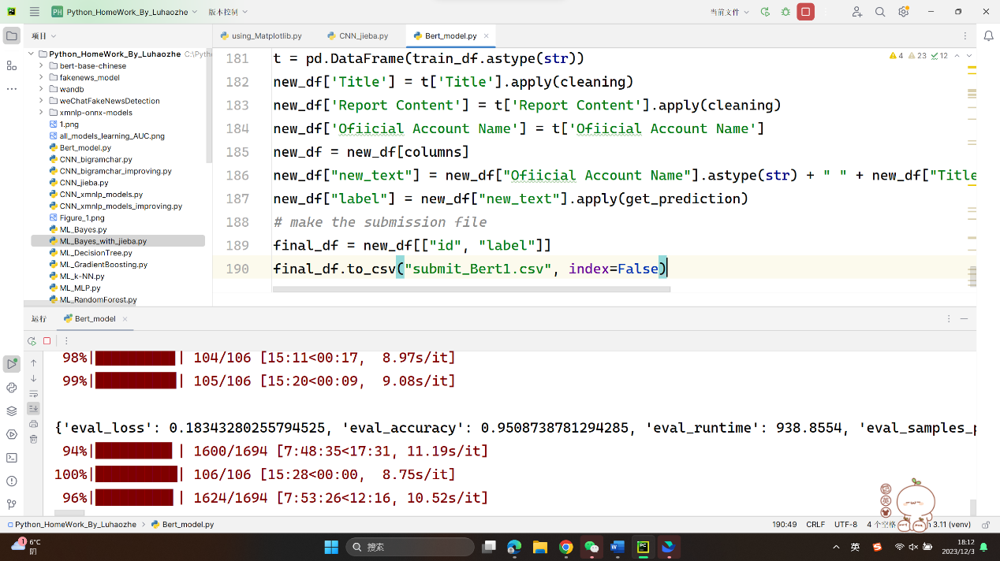 PH Python_HomeWork_By_Luhaozhe 版本控制 当前文件
项目
using_Matplotlib.py CNN_jieba.py Bert_model.py
Python_HomeWork_By_Luhaozhe C:\Pyth
bert-base-chinese
fakenews_model
wandb
weChatFakeNewsDetection
xmnlp-onnx-models
1.png
all_models_learning_AUC.png
Bert_model.py
CNN_bigramchar.py
CNN_bigramchar_improving.py
CNN_jieba.py
CNN_xmnlp_models.py
CNN_xmnlp_models_improving.py
Figure_1.png
ML_Bayes.py
ML_Bayes_with_jieba.py
ML_DecisionTree.py
ML_GradientBoosting.py
ML_k-NN.py
ML_MLP.py
ML_RandomForest.py
4 23 12
181 t = pd.DataFrame(train_df.astype(str))
182 new_df['Title'] = t['Title'].apply(cleaning)
183 new_df['Report Content'] = t['Report Content'].apply(cleaning)
184 new_df['Ofiicial Account Name'] = t['Ofiicial Account Name']
185 new_df = new_df[columns]
186 new_df["new_text"] = new_df["Ofiicial Account Name"].astype(str) + " " + new_df["Title
187 new_df["label"] = new_df["new_text"].apply(get_prediction)
188 # make the submission file
189 final_df = new_df[["id", "label"]]
190 final_df.to_csv("submit_Bert1.csv", index=False)
运行 Bert_model
98%| | 104/106 [15:11<00:17, 8.97s/it]
99%| | 105/106 [15:20<00:09, 9.08s/it]
{'eval_loss': 0.18343280255794525, 'eval_accuracy': 0.9508738781294285, 'eval_runtime': 938.8554, 'eval_samples_p
94%| | 1600/1694 [7:48:35<17:31, 11.19s/it]
100%| | 106/106 [15:28<00:00, 8.75s/it]
96%| | 1624/1694 [7:53:26<12:16, 10.52s/it]
Python_HomeWork_By_Luhaozhe > Bert_model.py 190:49 CRLF UTF-8 4 个空格 n 3.11 (venv)
1 6°C
阴
搜索
PC
英
18:12
2023/12/3